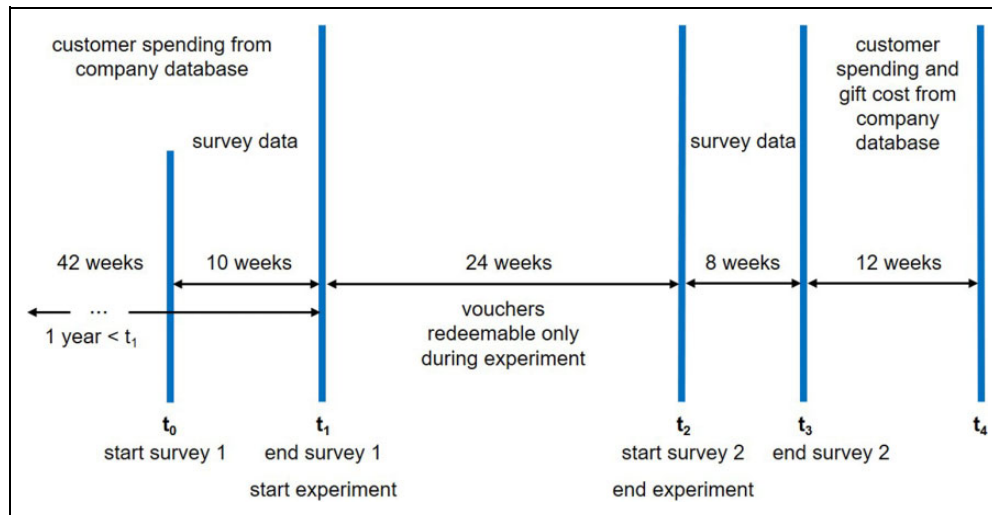 customer spending from
company database
customer
spending and
gift cost from
company
database
survey data
survey data
42 weeks
10 weeks
24 weeks
8 weeks
12 weeks
...
1 year < t₁
vouchers
redeemable only
during experiment
t₀
t₁
t₂
t₃
t₄
start survey 1
end survey 1
start survey 2
end survey 2
start experiment
end experiment